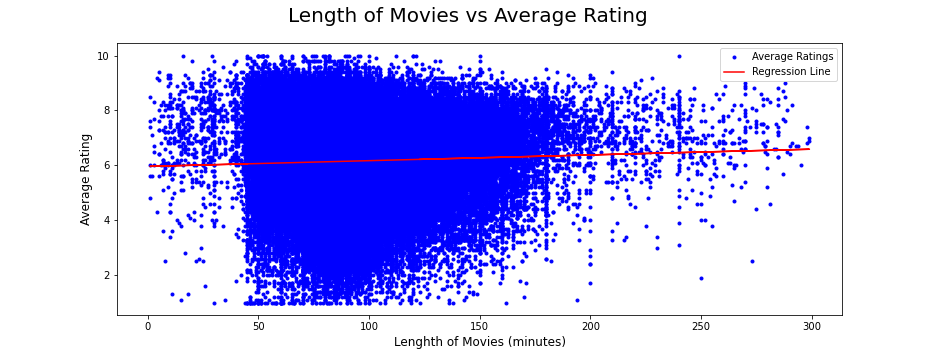 Length of Movies vs Average Rating
Average Ratings
Regression Line
10
8
6
4
2
Average Rating
0
50
100
150
200
250
300
Lenghth of Movies (minutes)